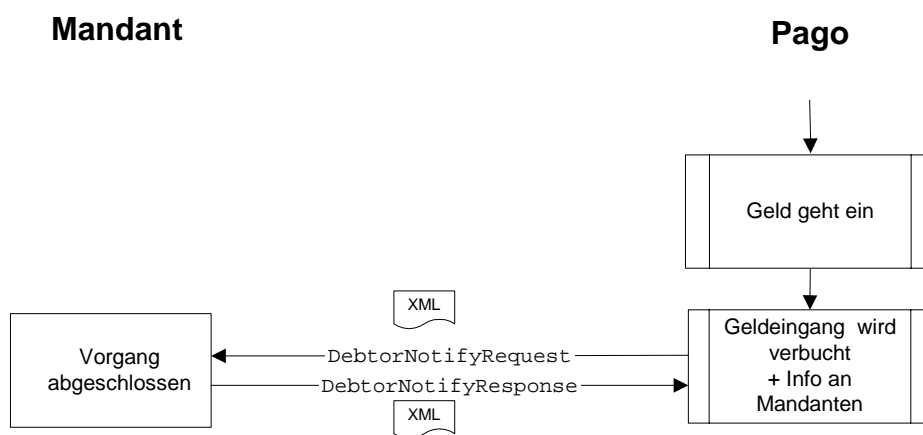 Mandant
Pago
Geld geht ein
XML
Geldeingang wird
verbucht
+ Info an
Mandanten
Vorgang
abgeschlossen
DebtorNotifyRequest
DebtorNotifyResponse
XML